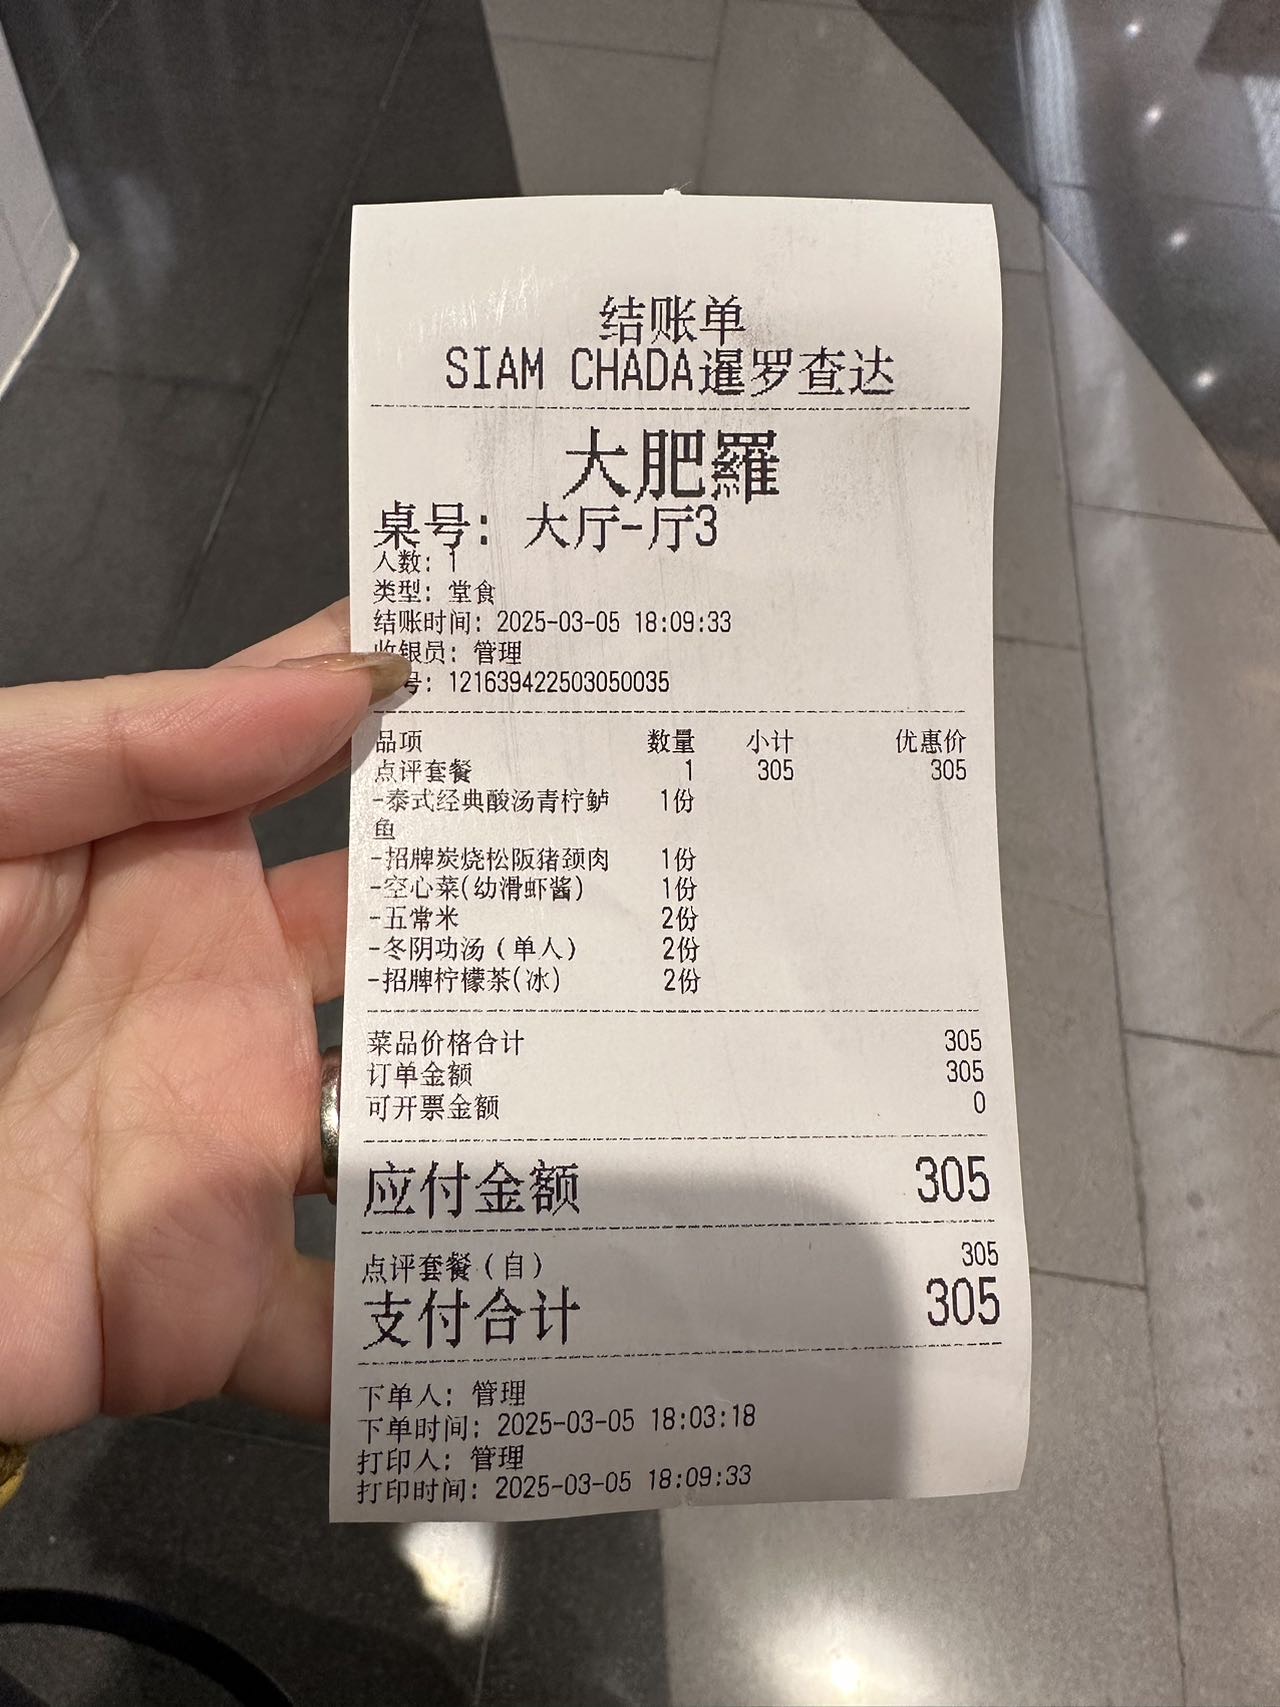 结账单
SIAM CHADA暹罗查达
大肥羅
桌号: 大厅-厅3
人数: 1
类型: 堂食
结账时间: 2025-03-05 18:09:33
收银员: 管理
号: 121639422503050035
品项 数量 小计 优惠价
点评套餐 1 305 305
-泰式经典酸汤青柠鲈 1份
鱼
-招牌炭烧松阪猪颈肉 1份
-空心菜(幼滑虾酱) 1份
-五常米 2份
-冬阴功汤(单人) 2份
-招牌柠檬茶(冰) 2份
菜品价格合计 305
订单金额 305
可开票金额 0
应付金额 305
点评套餐(自) 305
支付合计 305
下单人: 管理
下单时间: 2025-03-05 18:03:18
打印人: 管理
打印时间: 2025-03-05 18:09:33